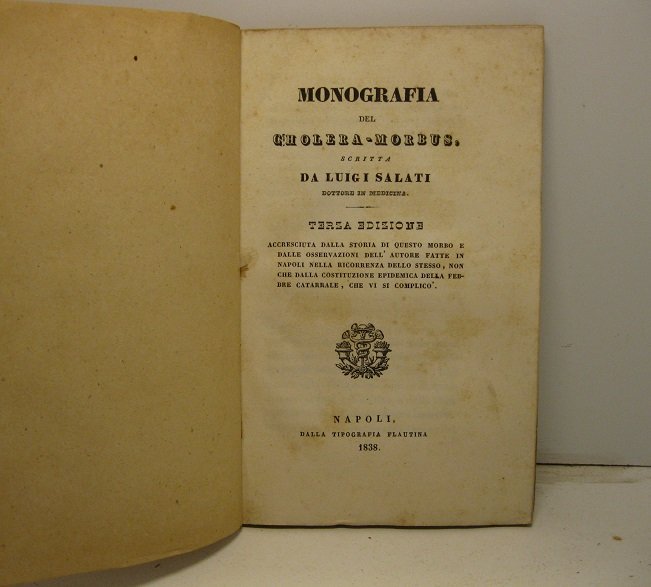 MONOGRAFIA
DEL
CHOLERA-MORBUS,
SCRITTA
DA LUIGI SALATI
DOTTORE IN MEDICINA.
TERZA EDIZIONE
ACCRESCIUTA DALLA STORIA DI QUESTO MORBO E
DALLE OSSERVAZIONI DELL' AUTORE FATTE IN
NAPOLI NELLA RICORRENZA DELLO STESSO, NON
CHE DALLA COSTITUZIONE EPIDEMICA DELLA FEB-
BRE CATARRALE, CHE VI SI COMPLICO'.
NAPOLI,
DALLA TIPOGRAFIA FLAUTINA
1838.